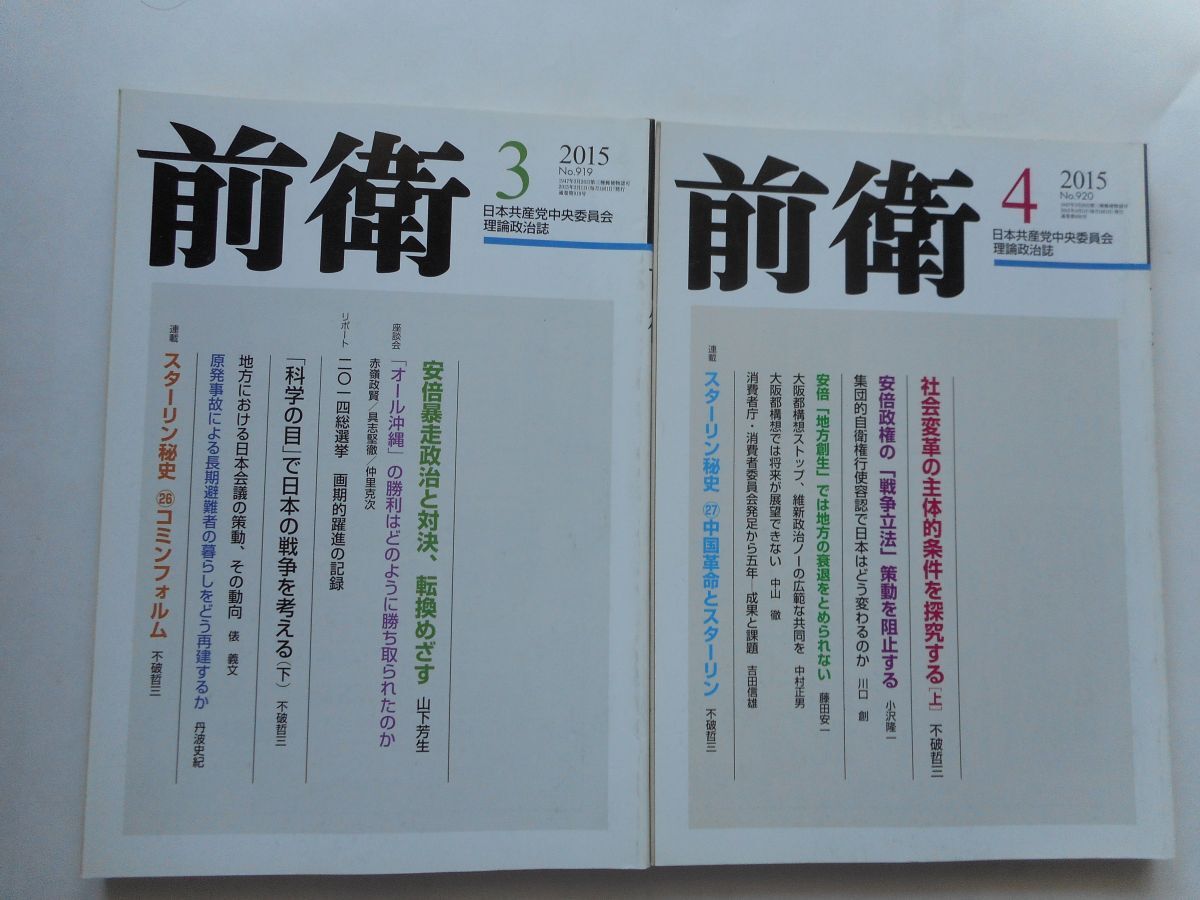 前衛
3
2015
No.919
日本共産党中央委員会
理論政治誌
安倍暴走政治と対決、転換めざす 山下芳生
座談会 「オール沖縄」の勝利はどのように勝ち取られたのか
赤嶺政賢／具志堅徹／仲里克次
リポート 二〇一四総選挙 画期的躍進の記録
「科学の目」で日本の戦争を考える(下) 不破哲三
地方における日本会議の策動、その動向 俵 義文
原発事故による長期避難者の暮らしをどう再建するか 丹波史紀
連載 スターリン秘史 ㉖コミンフォルム 不破哲三
前衛
4
2015
No.920
日本共産党中央委員会
理論政治誌
社会変革の主体的条件を探究する[上] 不破哲三
安倍政権の「戦争立法」策動を阻止する 小沢隆一
集団的自衛権行使容認で日本はどう変わるのか 川口 創
安倍「地方創生」では地方の衰退をとめられない 藤田安一
大阪都構想ストップ、維新政治ノーの広範な共同を 中村正男
大阪都構想では将来が展望できない 中山 徹
消費者庁・消費者委員会発足から五年―成果と課題 吉田信雄
連載 スターリン秘史 ㉗中国革命とスターリン 不破哲三